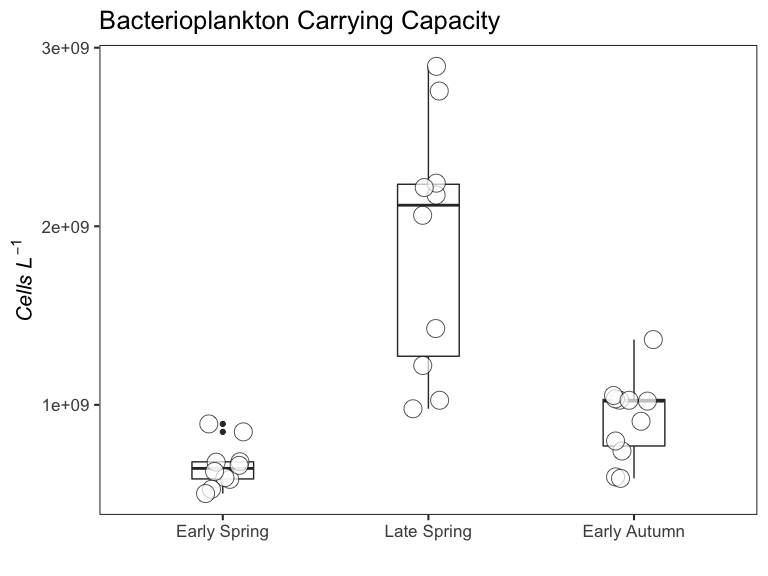 Bacterioplankton Carrying Capacity
3e+09
2e+09
1e+09
Cells L⁻¹
Early Spring
Late Spring
Early Autumn